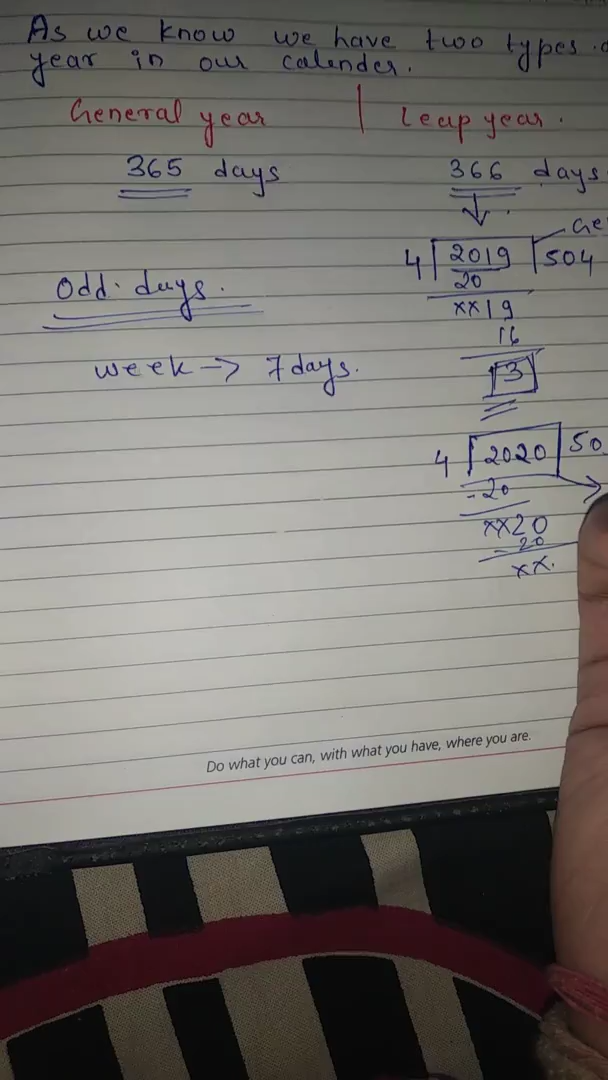 As we know we have two types
year in our calender.
General year | Leap year.
365 days 366 days
4 2019 504
20
xx19
16
3
Odd. days.
week → 7 days.
4 2020 50
-20
xx20
-20
xx.
Do what you can, with what you have, where you are.